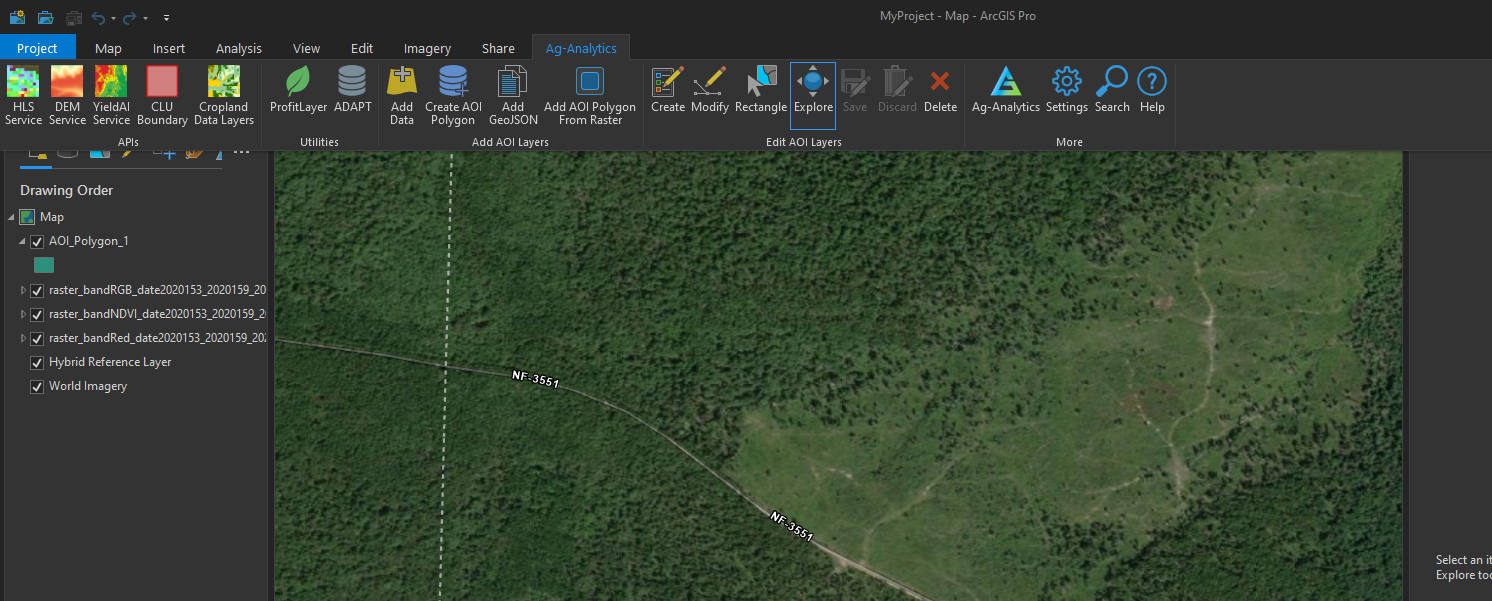 MyProject - Map - ArcGIS Pro
Project Map Insert Analysis View Edit Imagery Share Ag-Analytics
HLS Service
DEM Service
YieldAI Service
CLU Boundary
Cropland Data Layers
APIs
ProfitLayer
ADAPT
Utilities
Add Data
Create AOI Polygon
Add GeoJSON
Add AOI Polygon From Raster
Add AOI Layers
Create
Modify
Rectangle
Explore
Save
Discard
Delete
Edit AOI Layers
Ag-Analytics
Settings
Search
Help
More
Drawing Order
Map
AOI_Polygon_1
raster_bandRGB_date2020153_2020159_20
raster_bandNDVI_date2020153_2020159_2
raster_bandRed_date2020153_2020159_20
Hybrid Reference Layer
World Imagery
NF-3551
NF-3551
Select an it
Explore too